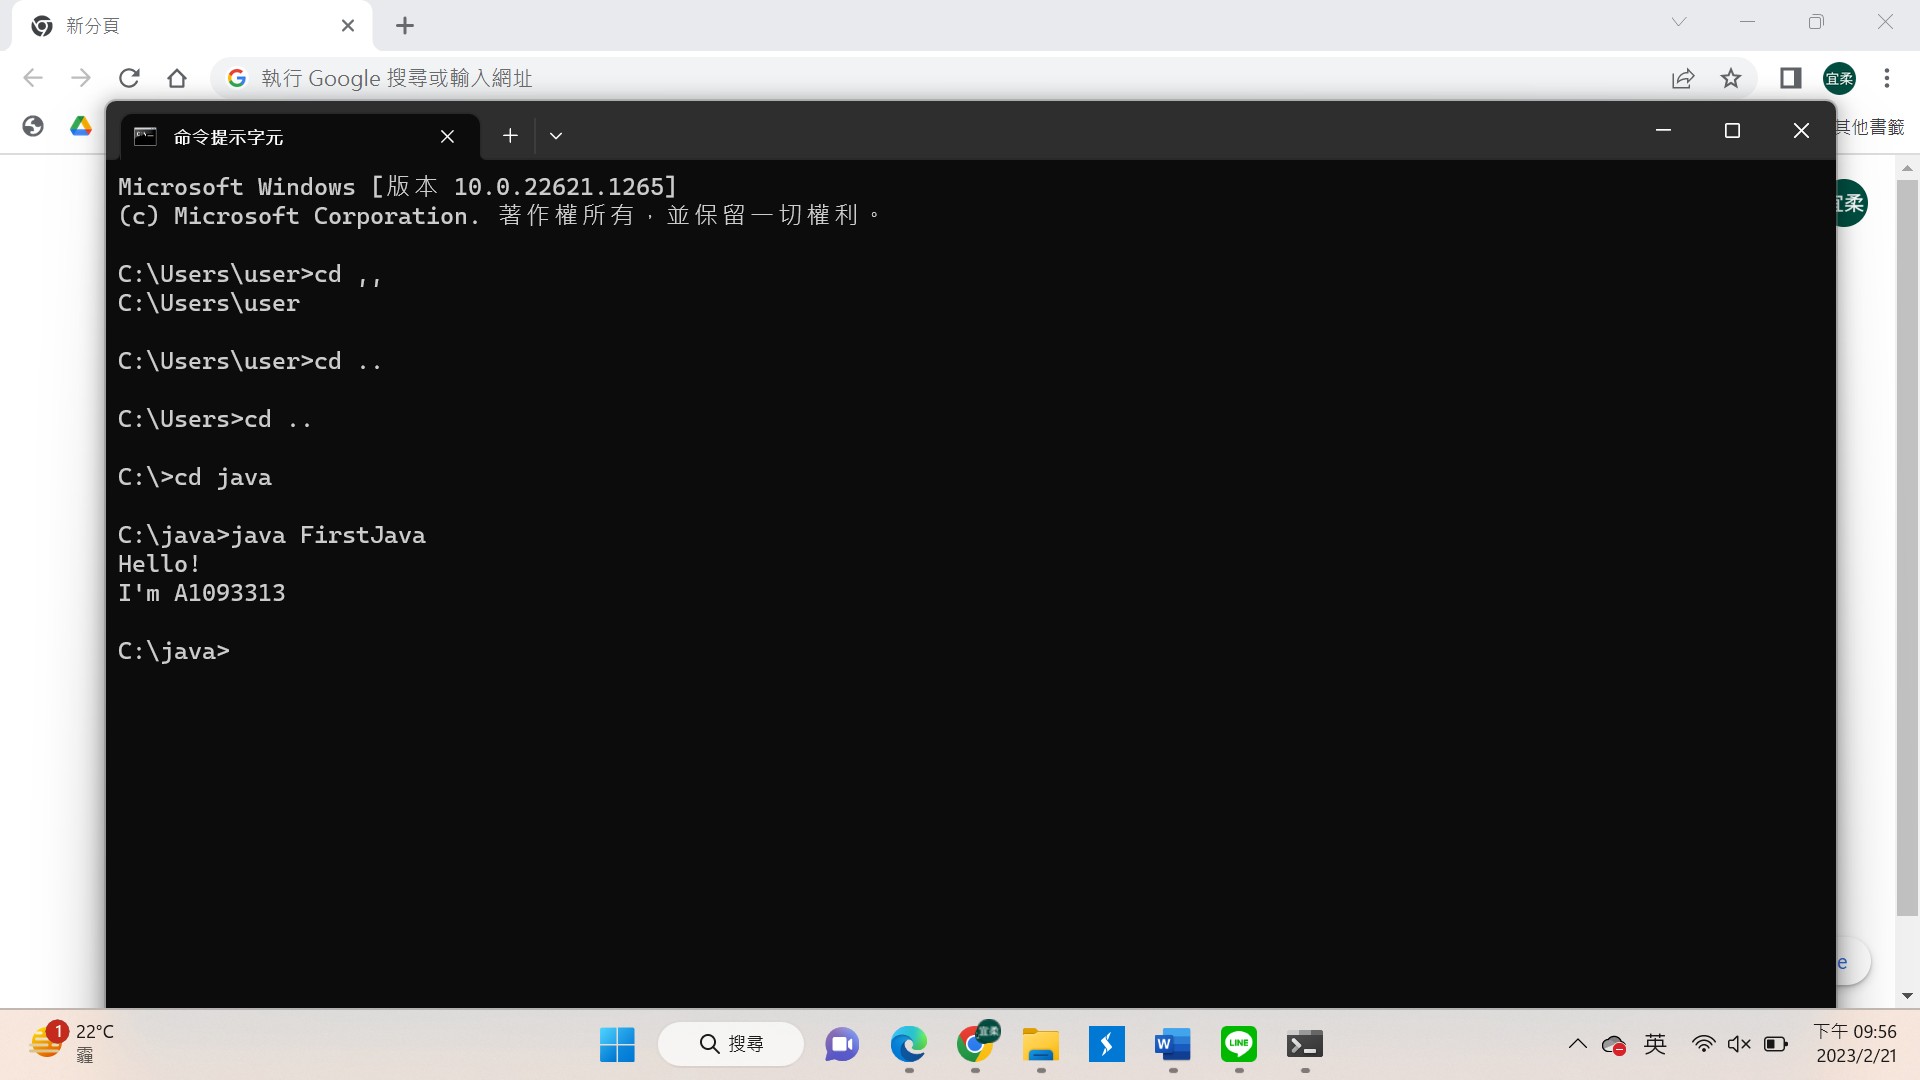 新分頁
執行 Google 搜尋或輸入網址
宜柔
其他書籤
命令提示字元
Microsoft Windows [版本 10.0.22621.1265]
(c) Microsoft Corporation. 著作權所有，並保留一切權利。
C:\Users\user>cd ,,
C:\Users\user
C:\Users\user>cd ..
C:\Users>cd ..
C:\>cd java
C:\java>java FirstJava
Hello!
I'm A1093313
C:\java>
宜柔
e
1
22°C
霾
搜尋
宜柔
W
LINE
英
下午 09:56
2023/2/21